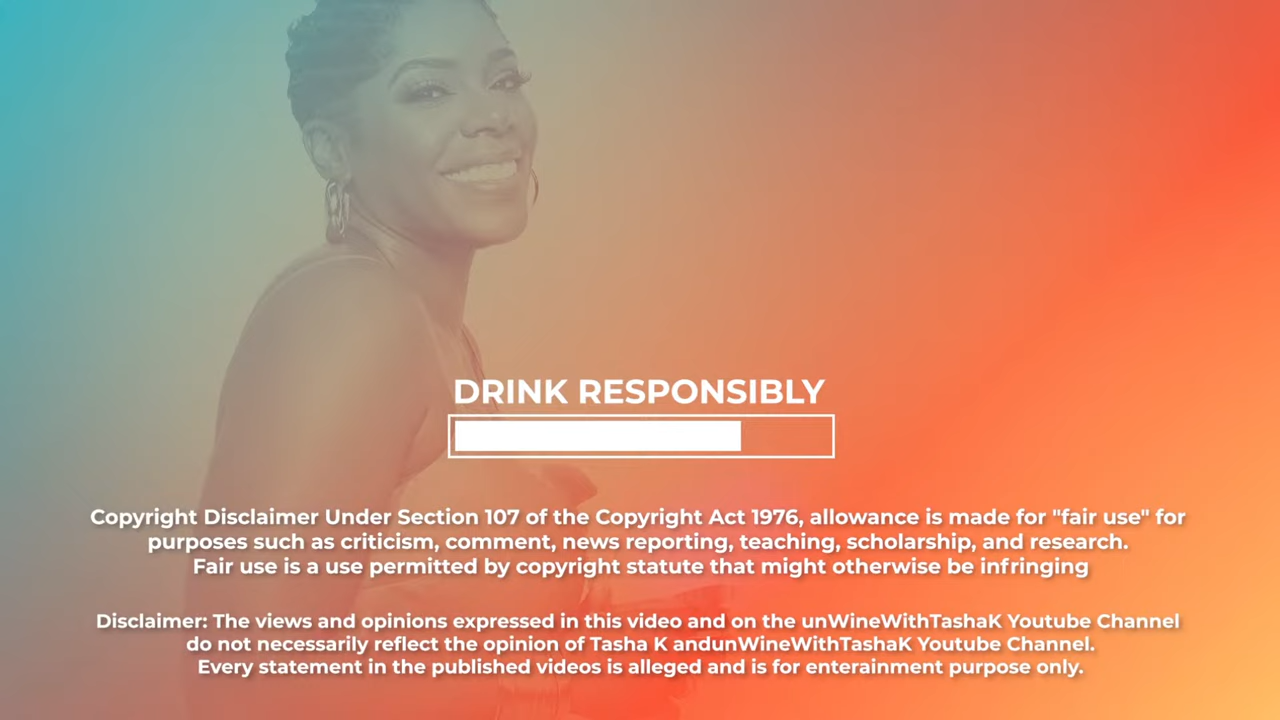 DRINK RESPONSIBLY
Copyright Disclaimer Under Section 107 of the Copyright Act 1976, allowance is made for "fair use" for
purposes such as criticism, comment, news reporting, teaching, scholarship, and research.
Fair use is a use permitted by copyright statute that might otherwise be infringing
Disclaimer: The views and opinions expressed in this video and on the unWineWithTashaK Youtube Channel
do not necessarily reflect the opinion of Tasha K andunWineWithTashaK Youtube Channel.
Every statement in the published videos is alleged and is for enterainment purpose only.